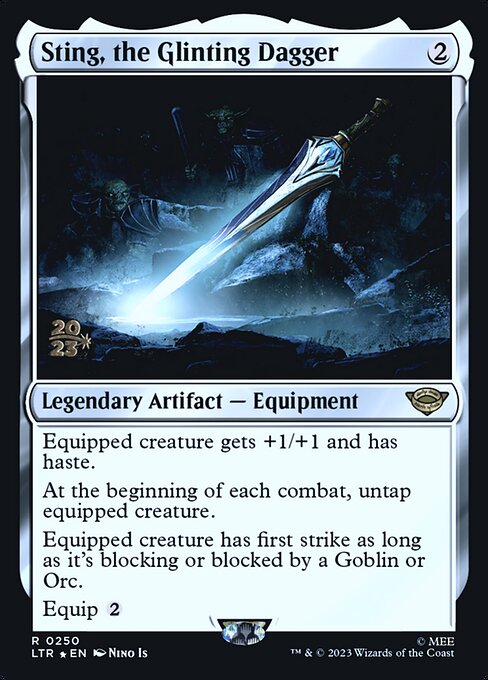 Sting, the Glinting Dagger 2
20
23
Legendary Artifact — Equipment
Equipped creature gets +1/+1 and has
haste.
At the beginning of each combat, untap
equipped creature.
Equipped creature has first strike as long
as it's blocking or blocked by a Goblin or
Orc.
Equip 2
R 0250
LTR ★ EN Nino Is
© MEE
™ & © 2023 Wizards of the Coast